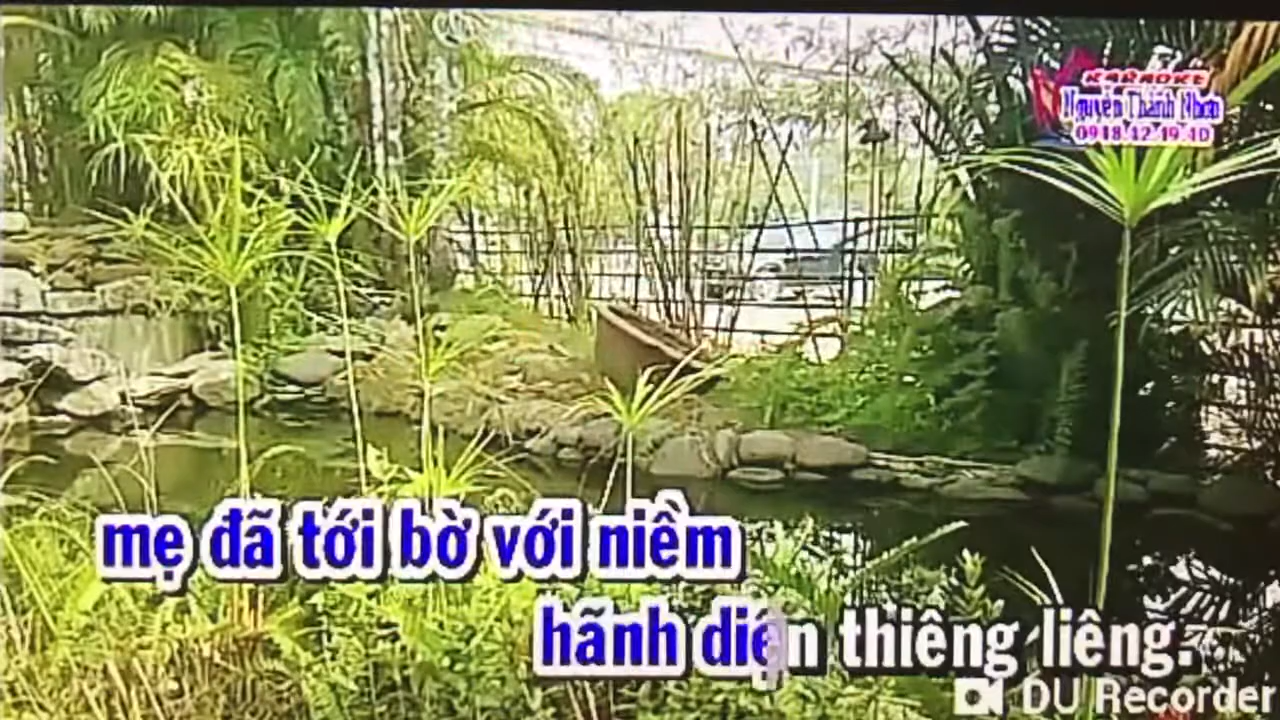 KARAOKE
Nguyễn Thành Nhơn
0918.42.19.40
mẹ đã tới bờ với niềm
hãnh diện thiêng liêng.
DU Recorder